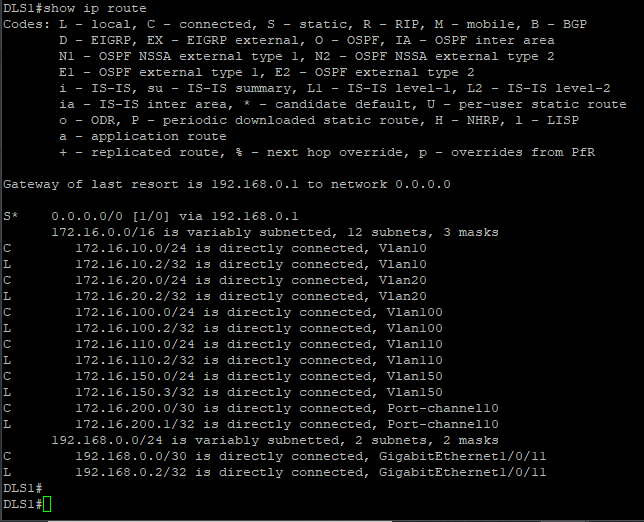 DLS1#show ip route
Codes: L - local, C - connected, S - static, R - RIP, M - mobile, B - BGP
       D - EIGRP, EX - EIGRP external, O - OSPF, IA - OSPF inter area
       N1 - OSPF NSSA external type 1, N2 - OSPF NSSA external type 2
       E1 - OSPF external type 1, E2 - OSPF external type 2
       i - IS-IS, su - IS-IS summary, L1 - IS-IS level-1, L2 - IS-IS level-2
       ia - IS-IS inter area, * - candidate default, U - per-user static route
       o - ODR, P - periodic downloaded static route, H - NHRP, l - LISP
       a - application route
       + - replicated route, % - next hop override, p - overrides from PfR
Gateway of last resort is 192.168.0.1 to network 0.0.0.0
S*    0.0.0.0/0 [1/0] via 192.168.0.1
      172.16.0.0/16 is variably subnetted, 12 subnets, 3 masks
C        172.16.10.0/24 is directly connected, Vlan10
L        172.16.10.2/32 is directly connected, Vlan10
C        172.16.20.0/24 is directly connected, Vlan20
L        172.16.20.2/32 is directly connected, Vlan20
C        172.16.100.0/24 is directly connected, Vlan100
L        172.16.100.2/32 is directly connected, Vlan100
C        172.16.110.0/24 is directly connected, Vlan110
L        172.16.110.2/32 is directly connected, Vlan110
C        172.16.150.0/24 is directly connected, Vlan150
L        172.16.150.3/32 is directly connected, Vlan150
C        172.16.200.0/30 is directly connected, Port-channel10
L        172.16.200.1/32 is directly connected, Port-channel10
      192.168.0.0/24 is variably subnetted, 2 subnets, 2 masks
C        192.168.0.0/30 is directly connected, GigabitEthernet1/0/11
L        192.168.0.2/32 is directly connected, GigabitEthernet1/0/11
DLS1#
DLS1#